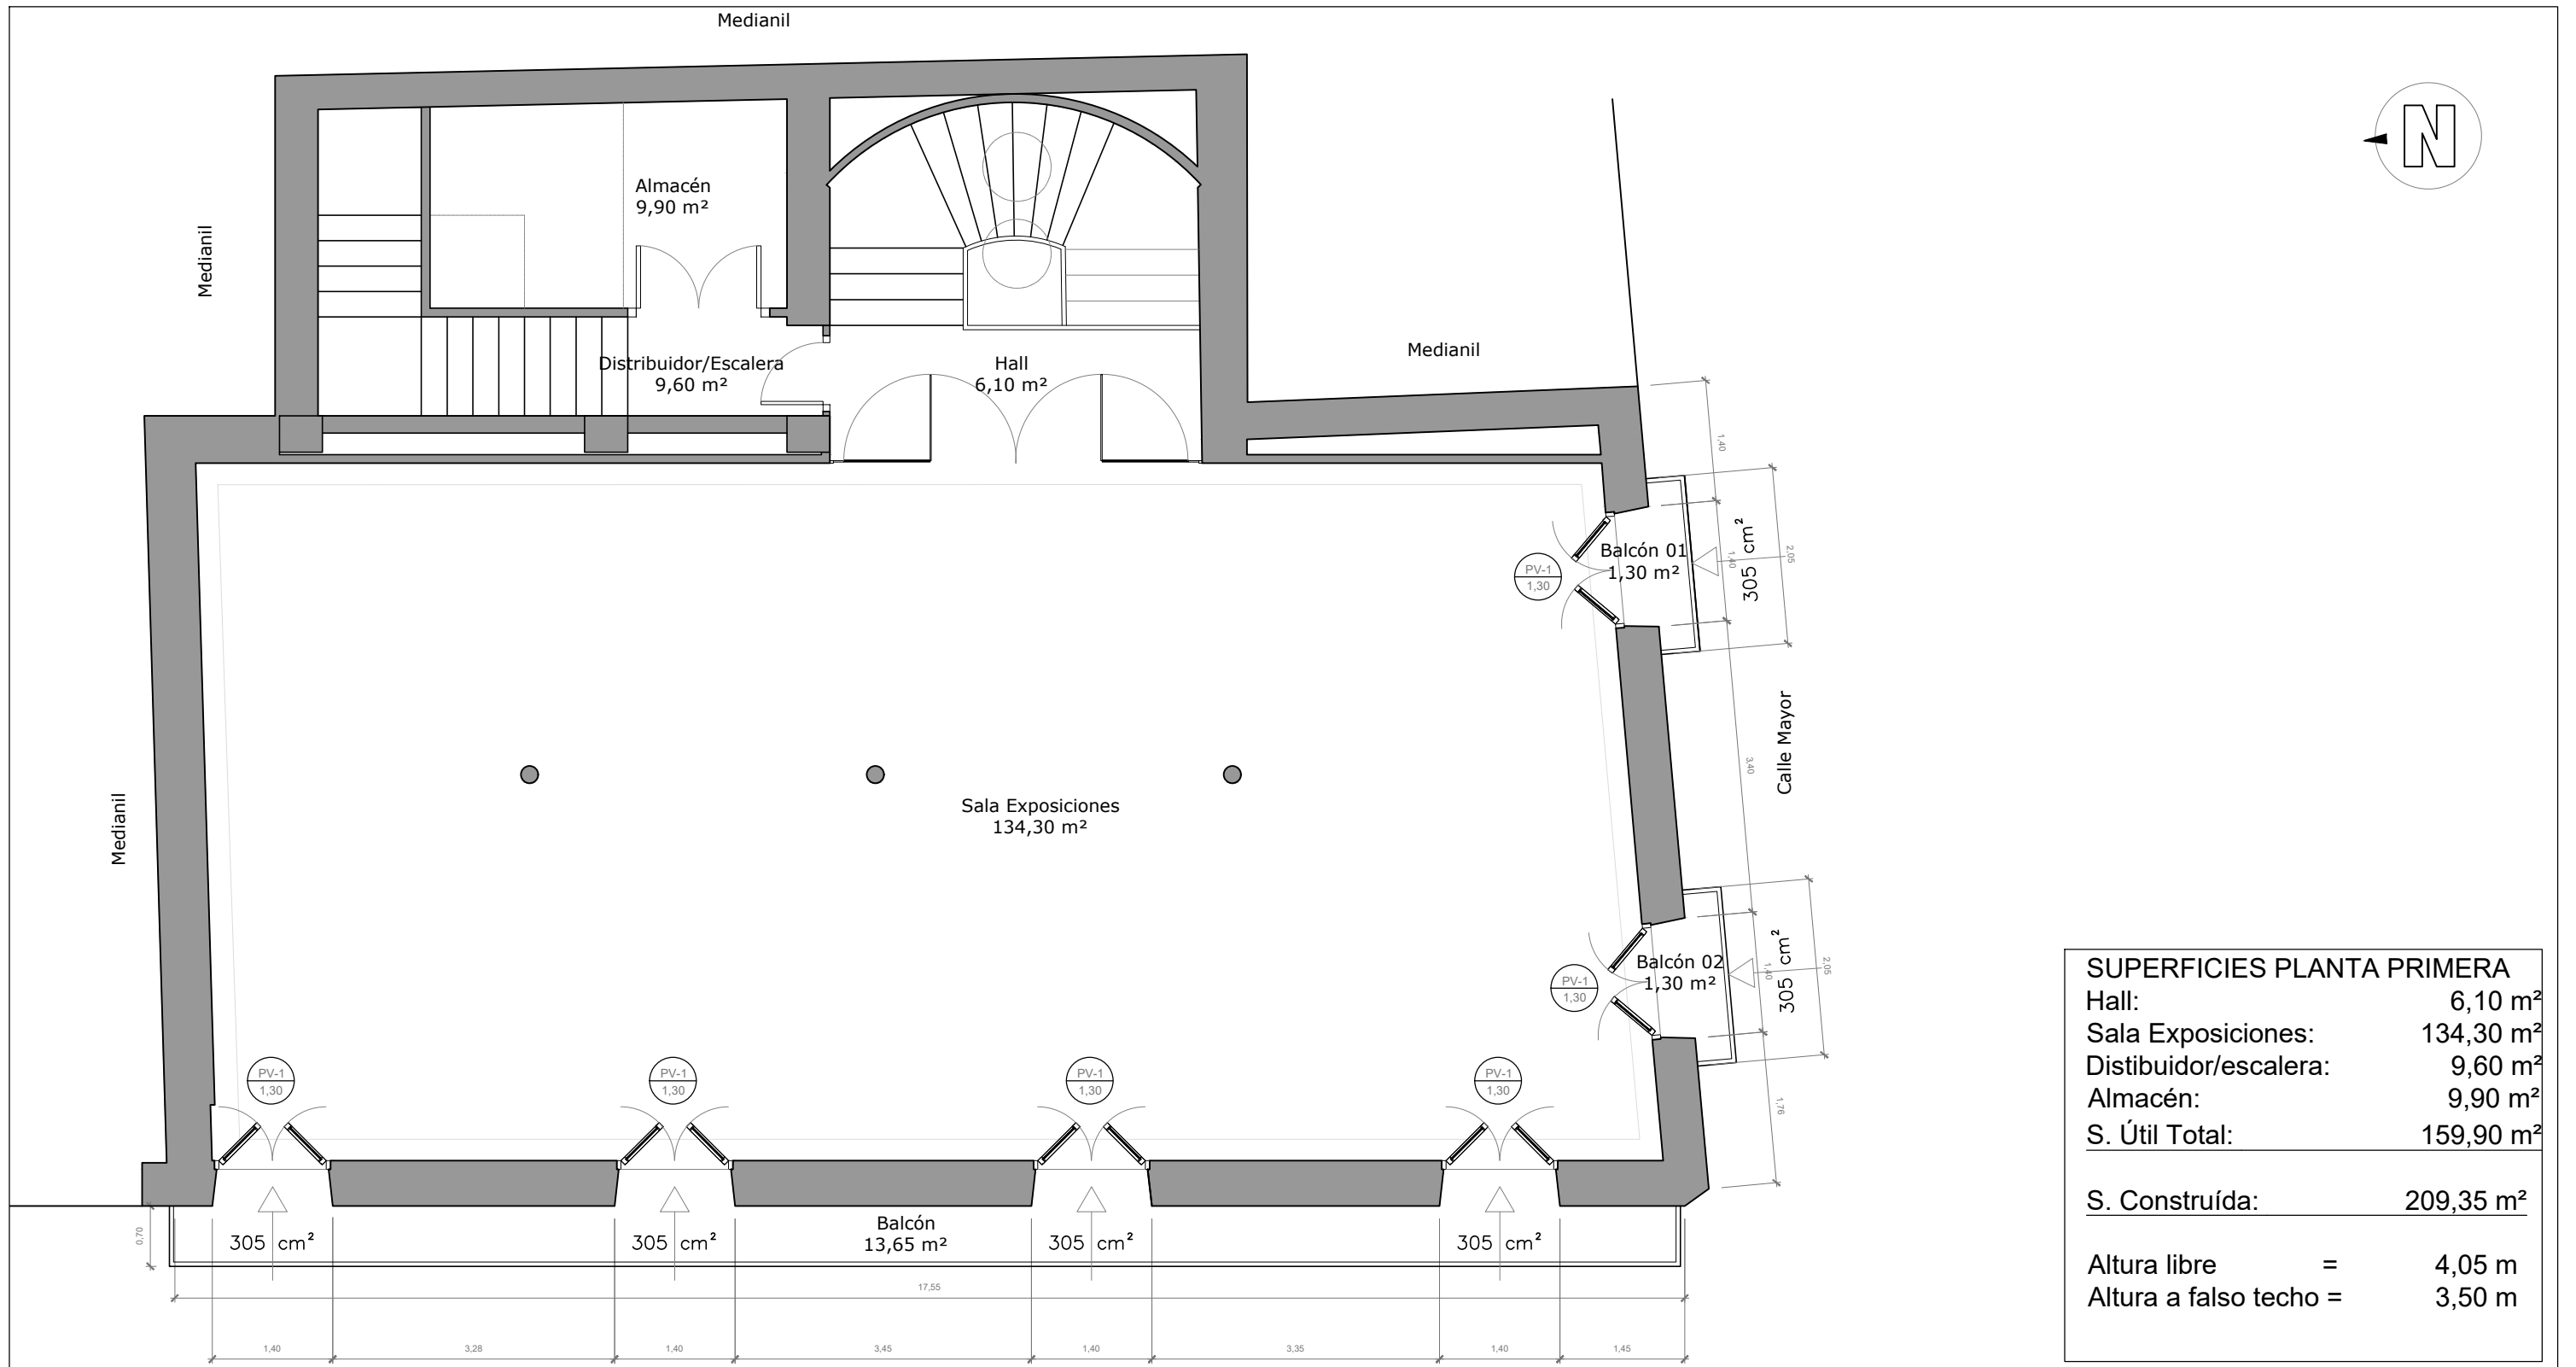 Medianil
N
Almacén
9,90 m²
Medianil
Distribuidor/Escalera
9,60 m²
Hall
6,10 m²
Medianil
1,40
Balcón 01
1,30 m²
PV-1
1,30
1,40
305 cm²
2,05
Calle Mayor
3,40
Medianil
Sala Exposiciones
134,30 m²
Balcón 02
1,30 m²
PV-1
1,30
1,40
305 cm²
2,05
1,76
PV-1
1,30
PV-1
1,30
PV-1
1,30
PV-1
1,30
0,70
305 cm²
305 cm²
Balcón
13,65 m²
305 cm²
305 cm²
17,55
1,40
3,28
1,40
3,45
1,40
3,35
1,40
1,45
SUPERFICIES PLANTA PRIMERA
Hall: 6,10 m²
Sala Exposiciones: 134,30 m²
Distibuidor/escalera: 9,60 m²
Almacén: 9,90 m²
S. Útil Total: 159,90 m²
S. Construída: 209,35 m²
Altura libre = 4,05 m
Altura a falso techo = 3,50 m